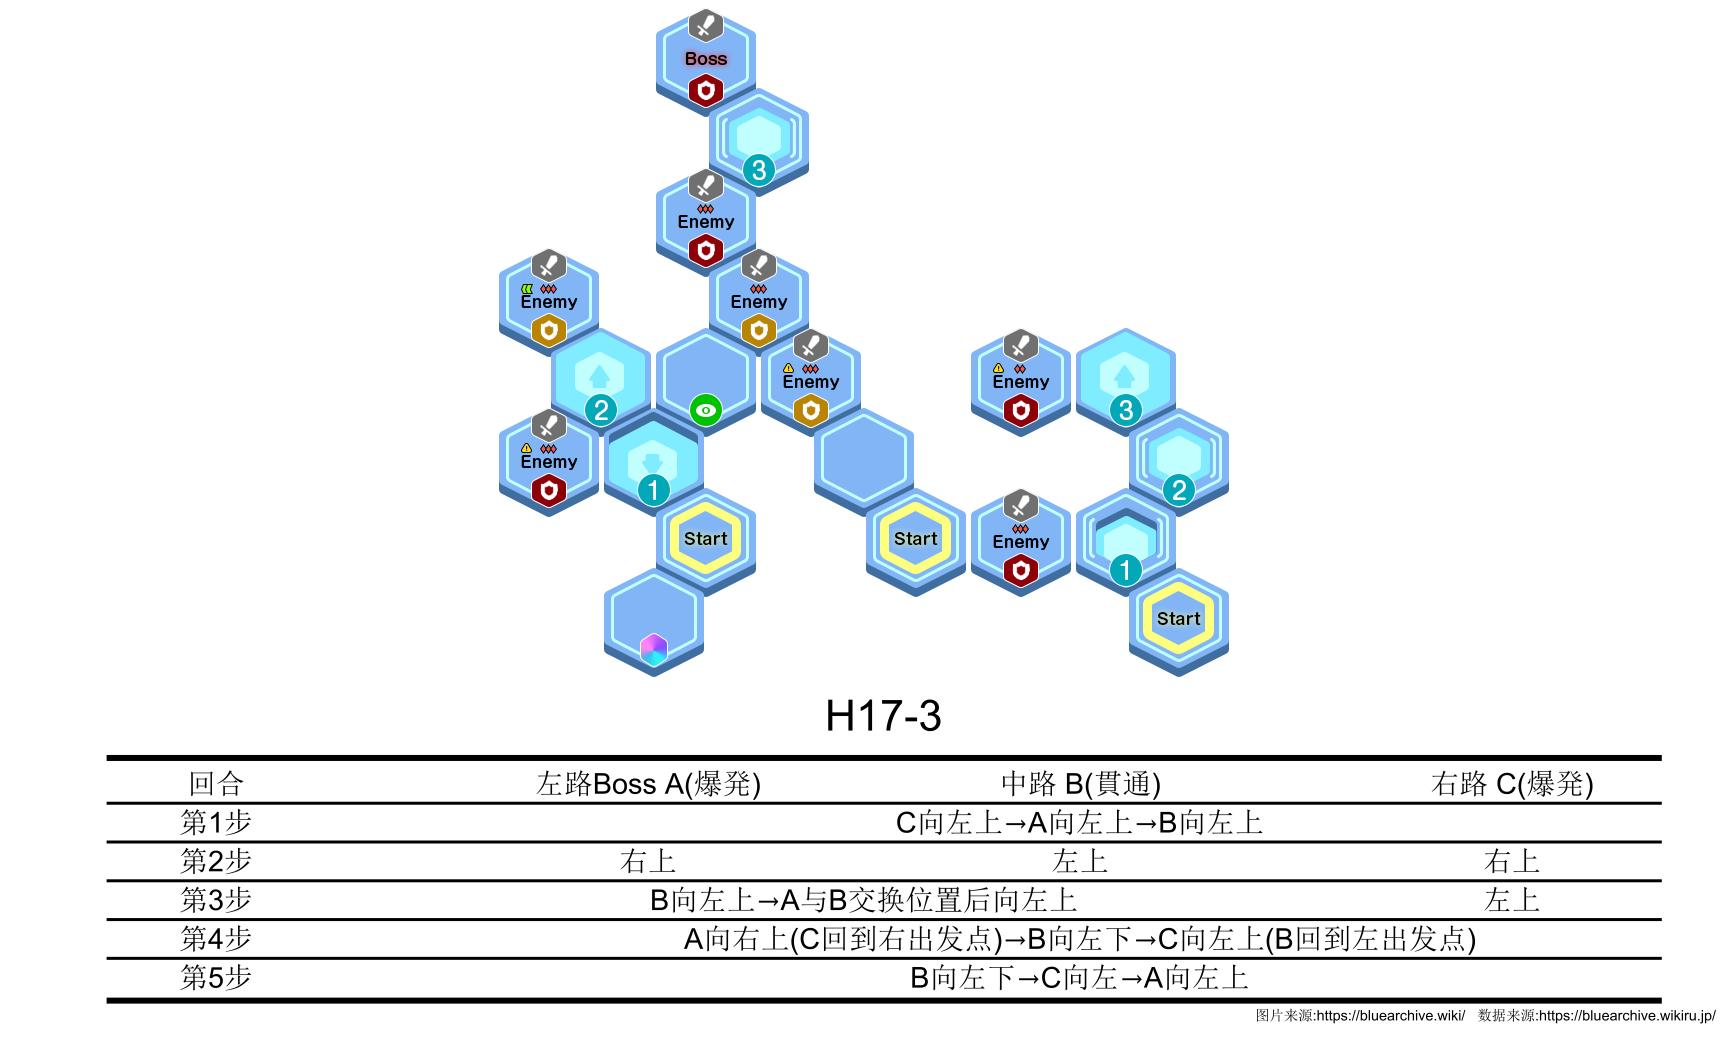 Boss
3
Enemy
Enemy Enemy
Enemy Enemy
2 3
Enemy 1 2
Start Start Enemy 1
Start
H17-3
回合 左路Boss A(爆発) 中路 B(貫通) 右路 C(爆発)
第1步 C向左上→A向左上→B向左上
第2步 右上 左上 右上
第3步 B向左上→A与B交换位置后向左上 左上
第4步 A向右上(C回到右出发点)→B向左下→C向左上(B回到左出发点)
第5步 B向左下→C向左→A向左上
图片来源:https://bluearchive.wiki/ 数据来源:https://bluearchive.wikiru.jp/